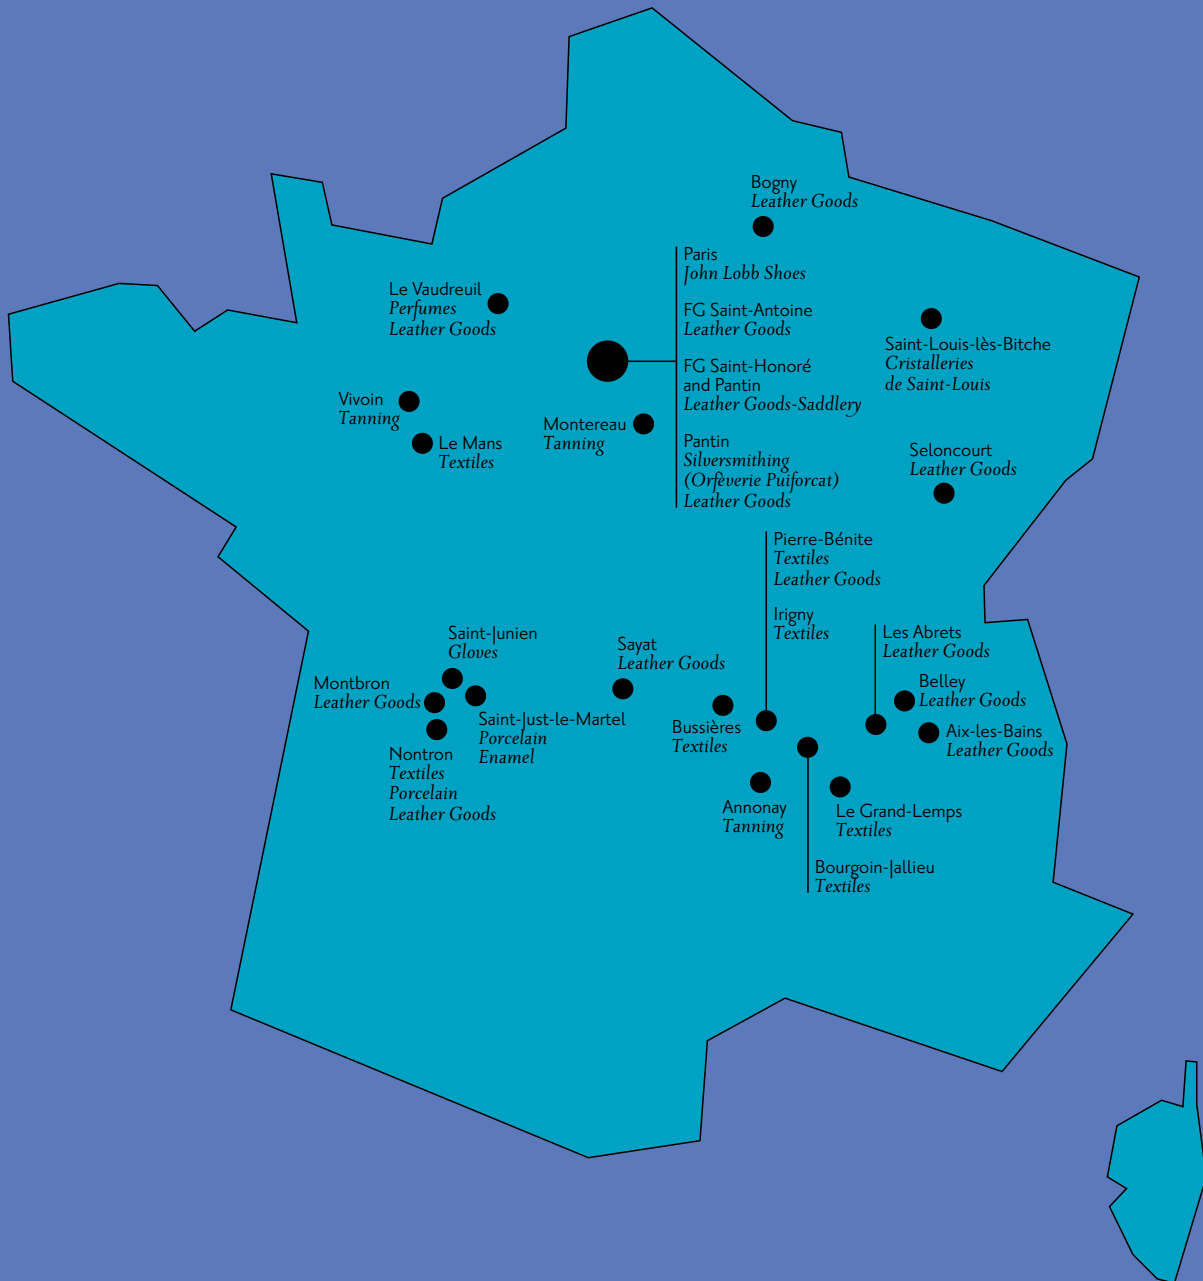 Bogny
Leather Goods
Paris
John Lobb Shoes
FG Saint-Antoine
Leather Goods
FG Saint-Honoré
and Pantin
Leather Goods-Saddlery
Pantin
Silversmithing
(Orfèverie Puiforcat)
Leather Goods
Le Vaudreuil
Perfumes
Leather Goods
Saint-Louis-lès-Bitche
Cristalleries
de Saint-Louis
Vivoin
Tanning
Le Mans
Textiles
Montereau
Tanning
Seloncourt
Leather Goods
Pierre-Bénite
Textiles
Leather Goods
Irigny
Textiles
Les Abrets
Leather Goods
Saint-Junien
Gloves
Sayat
Leather Goods
Montbron
Leather Goods
Belley
Leather Goods
Saint-Just-le-Martel
Porcelain
Enamel
Bussières
Textiles
Aix-les-Bains
Leather Goods
Nontron
Textiles
Porcelain
Leather Goods
Annonay
Tanning
Le Grand-Lemps
Textiles
Bourgoin-Jallieu
Textiles